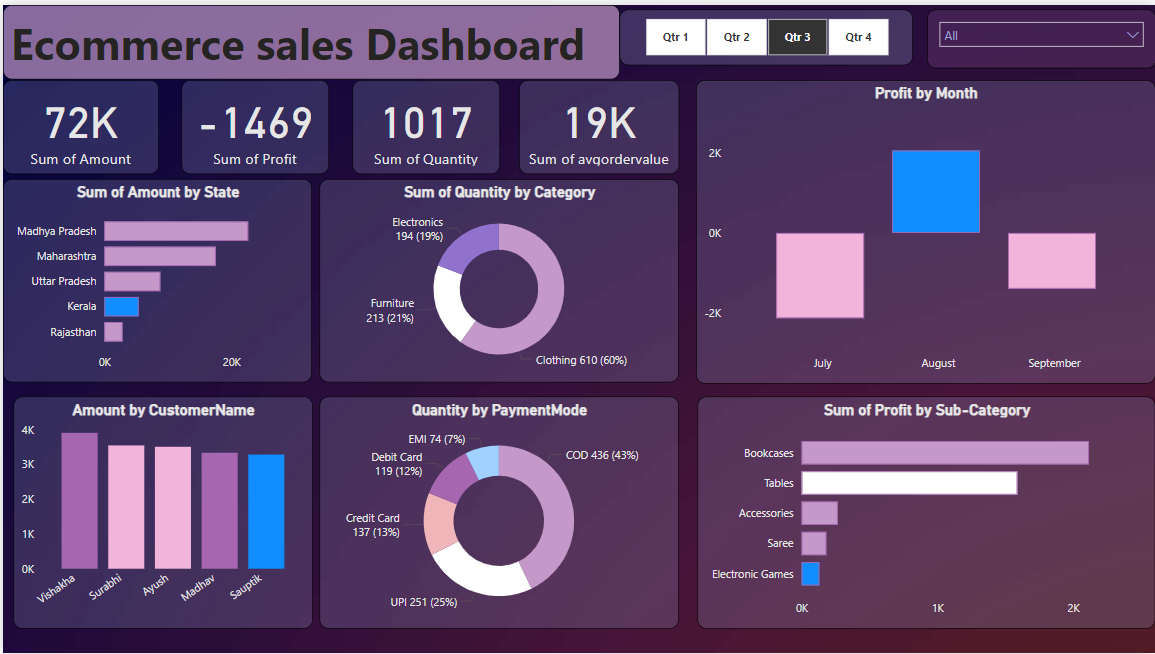 Ecommerce sales Dashboard
Qtr 1
Qtr 2
Qtr 3
Qtr 4
All
72K
Sum of Amount
-1469
Sum of Profit
1017
Sum of Quantity
19K
Sum of avgordervalue
Profit by Month
2K
0K
-2K
July
August
September
Sum of Amount by State
Madhya Pradesh
Maharashtra
Uttar Pradesh
Kerala
Rajasthan
0K
20K
Sum of Quantity by Category
Electronics
194 (19%)
Furniture
213 (21%)
Clothing 610 (60%)
Amount by CustomerName
4K
3K
2K
1K
0K
Vishakha
Surabhi
Ayush
Madhav
Sauptik
Quantity by PaymentMode
EMI 74 (7%)
Debit Card
119 (12%)
Credit Card
137 (13%)
UPI 251 (25%)
COD 436 (43%)
Sum of Profit by Sub-Category
Bookcases
Tables
Accessories
Saree
Electronic Games
0K
1K
2K